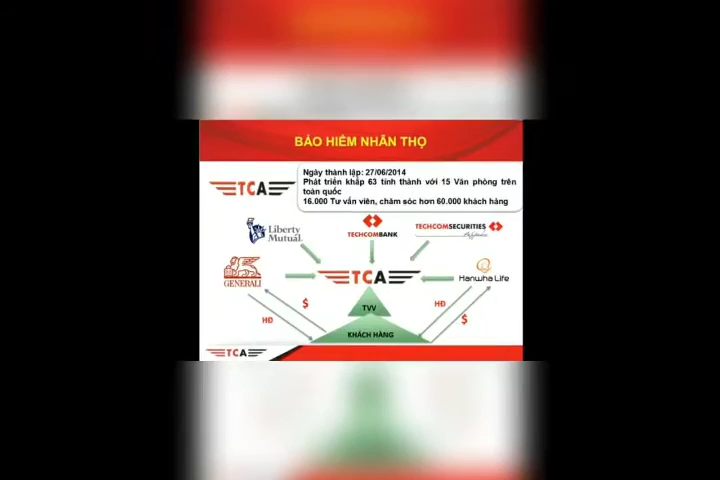 BẢO HIỂM NHÂN THỌ
Ngày thành lập: 27/06/2014
Phát triển khắp 63 tỉnh thành với 15 Văn phòng trên
toàn quốc
16.000 Tư vấn viên, chăm sóc hơn 60.000 khách hàng
TCA
Liberty
Mutual
TECHCOMBANK
TECHCOMSECURITIES
GENERALI
TCA
Hanwha Life
$
HĐ
TVV
HĐ
$
KHÁCH HÀNG
TCA